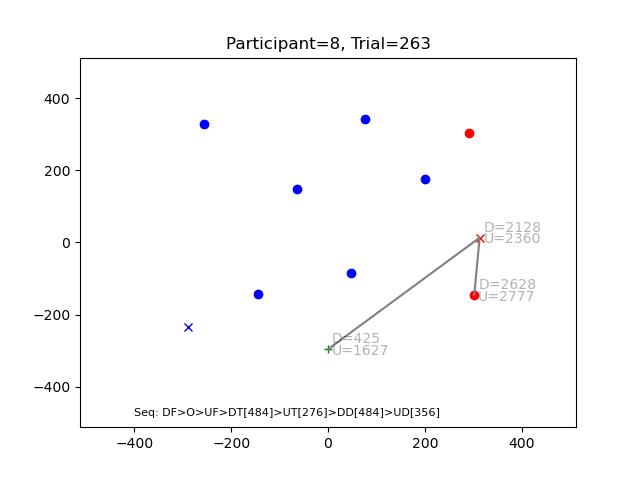 Participant=8, Trial=263
400
200
0
−200
−400
D=2128
U=2360
D=2628
U=2777
D=425
U=1627
Seq: DF>O>UF>DT[484]>UT[276]>DD[484]>UD[356]
−400 −200 0 200 400